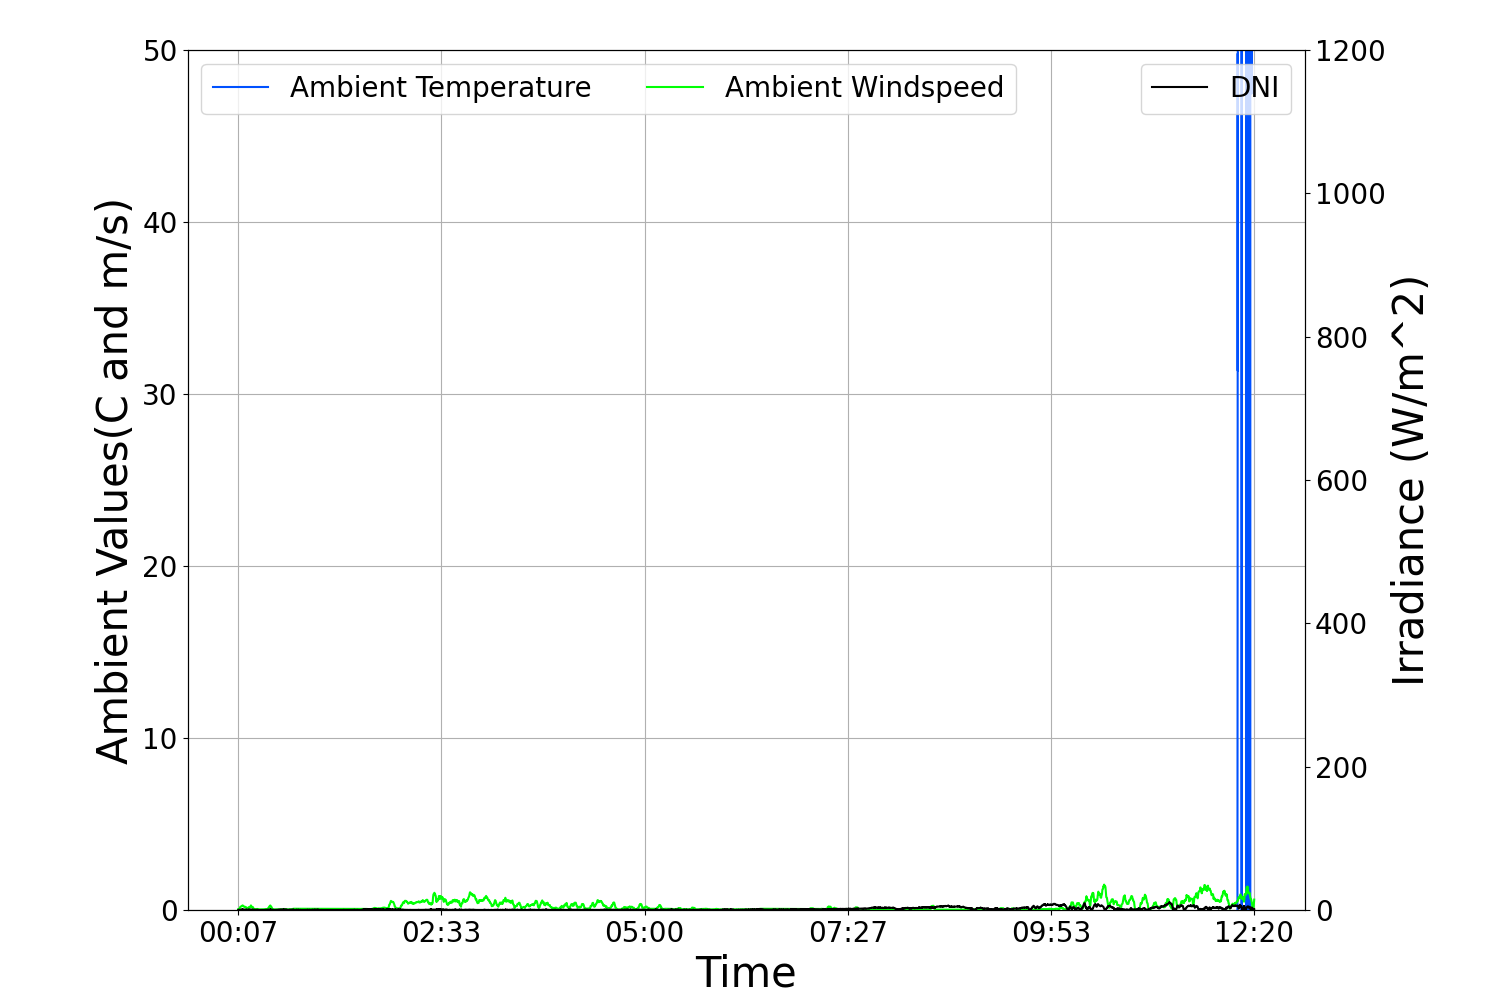 Ambient Temperature
Ambient Windspeed
DNI
Ambient Values(C and m/s)
50
40
30
20
10
0
1200
1000
800
600
400
200
0
Irradiance (W/m^2)
00:07 02:33 05:00 07:27 09:53 12:20
Time